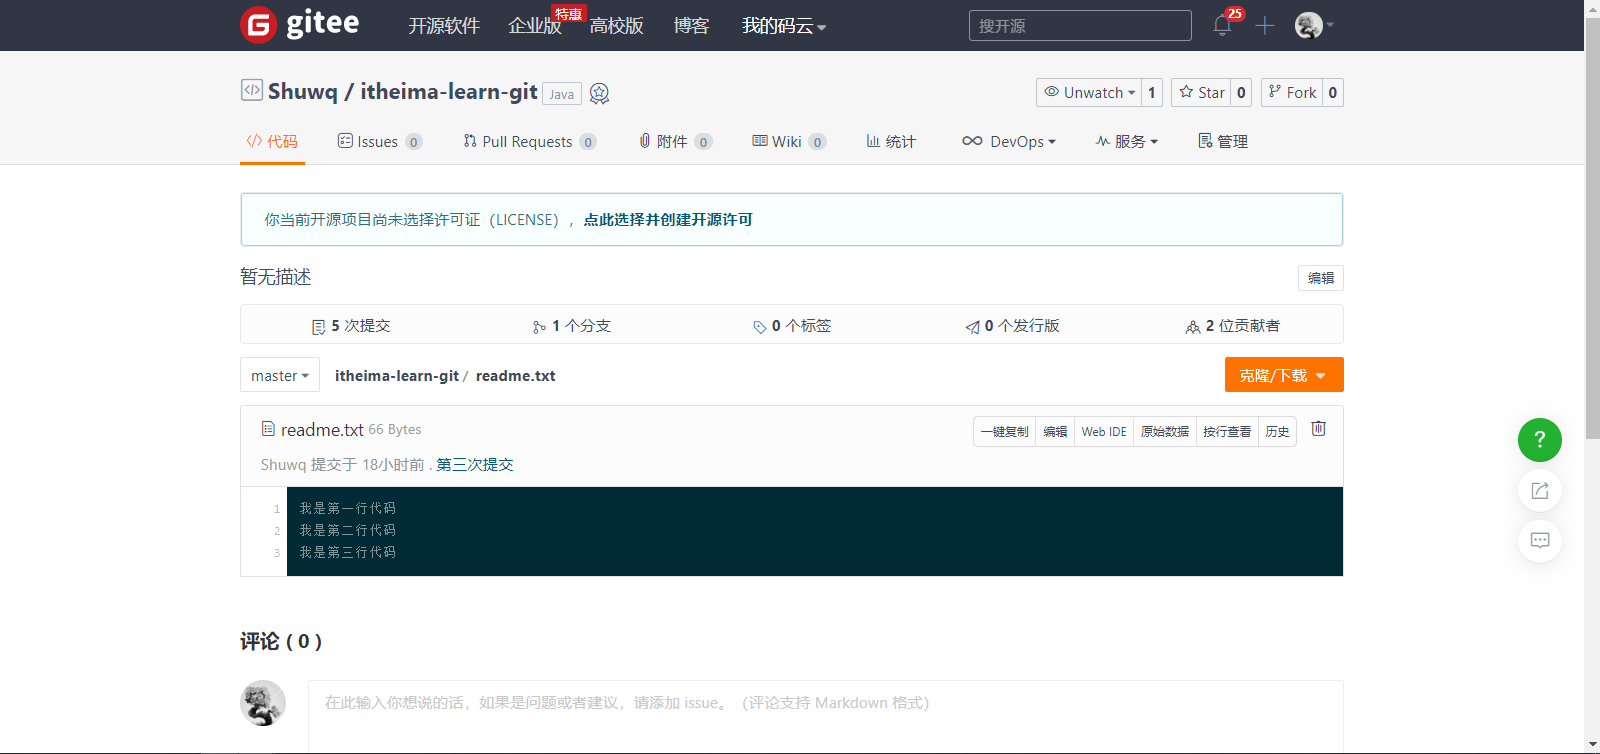 gitee 开源软件 企业版 特惠 高校版 博客 我的码云 搜开源 25
Shuwq / itheima-learn-git Java Unwatch 1 Star 0 Fork 0
代码 Issues 0 Pull Requests 0 附件 0 Wiki 0 统计 DevOps 服务 管理
你当前开源项目尚未选择许可证（LICENSE），点此选择并创建开源许可
暂无描述 编辑
5 次提交 1 个分支 0 个标签 0 个发行版 2 位贡献者
master itheima-learn-git / readme.txt 克隆/下载
readme.txt 66 Bytes 一键复制 编辑 Web IDE 原始数据 按行查看 历史
Shuwq 提交于 18小时前 . 第三次提交
1 我是第一行代码
2 我是第二行代码
3 我是第三行代码
?
评论 ( 0 )
在此输入你想说的话，如果是问题或者建议，请添加 issue。（评论支持 Markdown 格式）